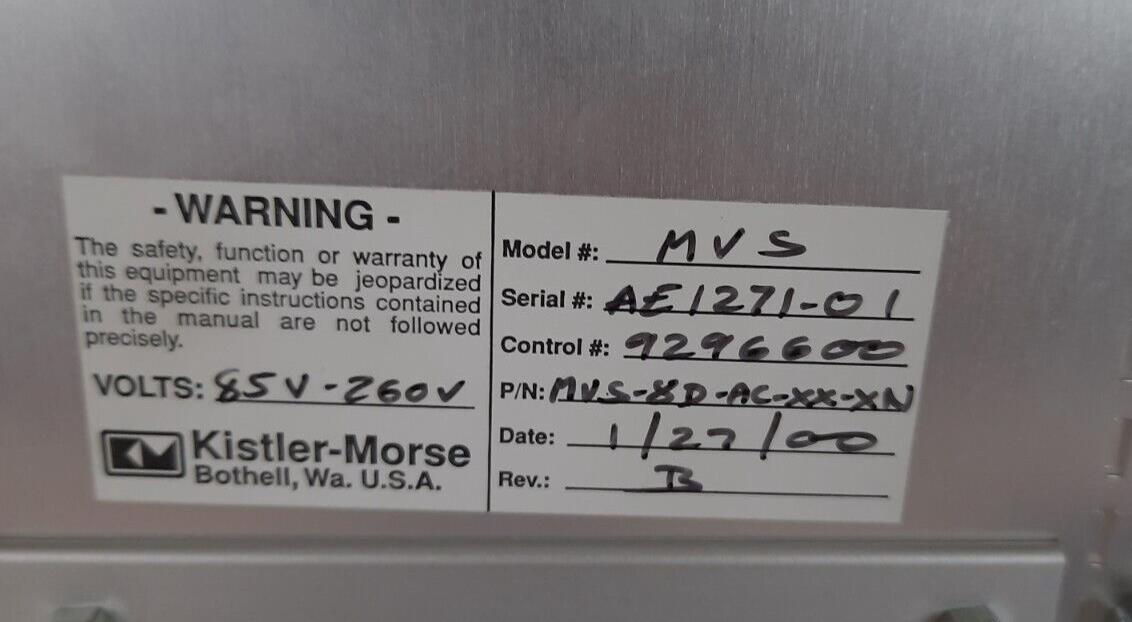 - WARNING -
The safety, function or warranty of
this equipment may be jeopardized
if the specific instructions contained
in the manual are not followed
precisely.
VOLTS: 85V-260V
KM Kistler-Morse
Bothell, Wa. U.S.A.
Model #: MVS
Serial #: AE1271-01
Control #: 9296600
P/N: MVS-8D-AC-XX-XN
Date: 1/27/00
Rev.: B